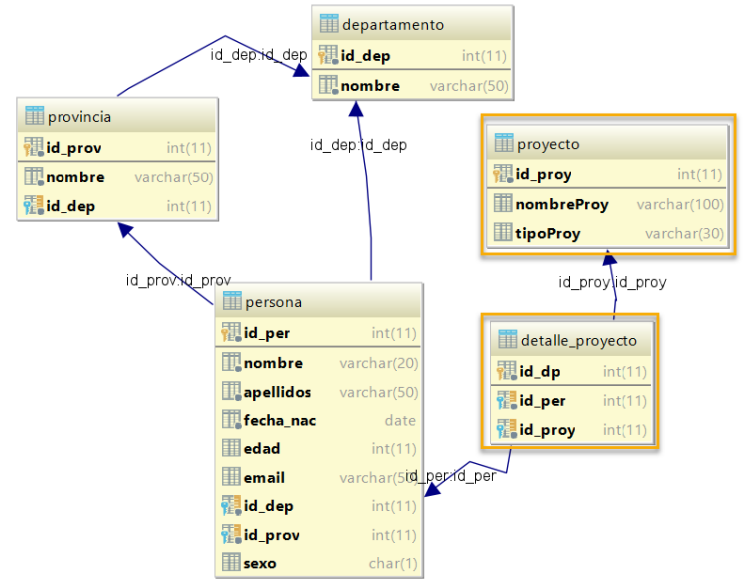 departamento
id_dep int(11)
nombre varchar(50)
id_dep:id_dep
provincia
id_prov int(11)
nombre varchar(50)
id_dep int(11)
id_dep:id_dep
proyecto
id_proy int(11)
nombreProy varchar(100)
tipoProy varchar(30)
id_prov:id_prov
id_proy:id_proy
persona
id_per int(11)
nombre varchar(20)
apellidos varchar(50)
fecha_nac date
edad int(11)
email varchar(50)
id_dep int(11)
id_prov int(11)
sexo char(1)
detalle_proyecto
id_dp int(11)
id_per int(11)
id_proy int(11)
id_per:id_per